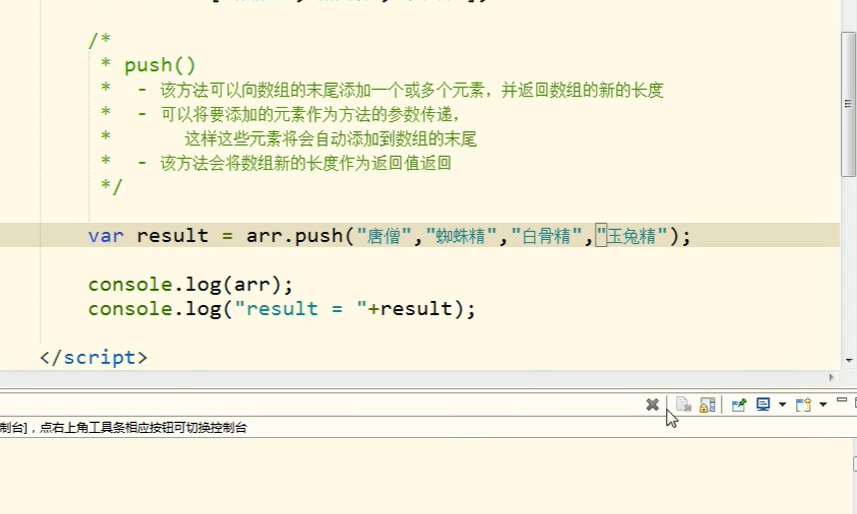 /*
* push()
* - 该方法可以向数组的末尾添加一个或多个元素，并返回数组的新的长度
* - 可以将要添加的元素作为方法的参数传递，
* 这样这些元素将会自动添加到数组的末尾
* - 该方法会将数组新的长度作为返回值返回
*/
var result = arr.push("唐僧","蜘蛛精","白骨精","玉兔精");
console.log(arr);
console.log("result = "+result);
</script>
制台]，点右上角工具条相应按钮可切换控制台